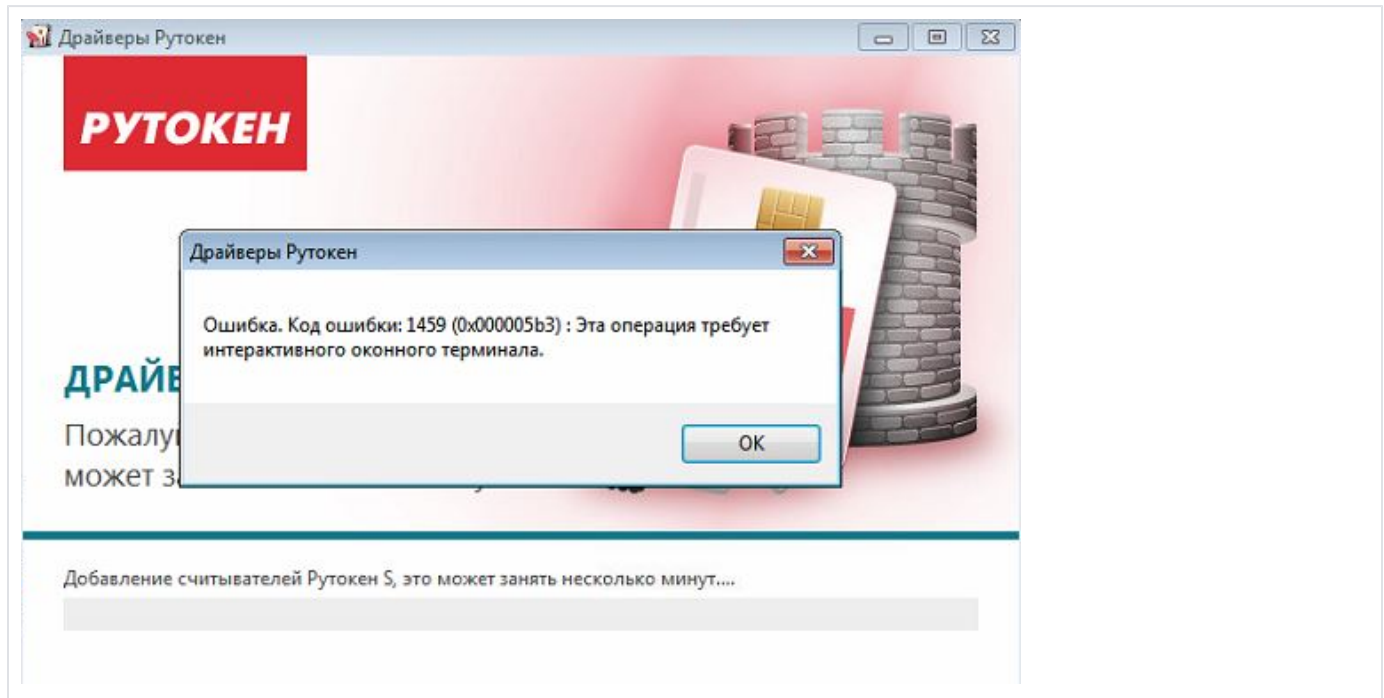 Драйверы Рутокен
РУТОКЕН
Драйверы Рутокен
Ошибка. Код ошибки: 1459 (0x000005b3) : Эта операция требует
интерактивного оконного терминала.
OK
Добавление считывателей Рутокен S, это может занять несколько минут....